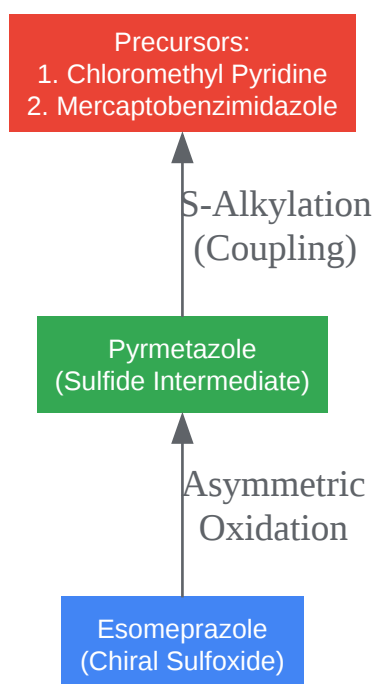 Precursors:
1. Chloromethyl Pyridine
2. Mercaptobenzimidazole
S-Alkylation
(Coupling)
Pyrmetazole
(Sulfide Intermediate)
Asymmetric
Oxidation
Esomeprazole
(Chiral Sulfoxide)